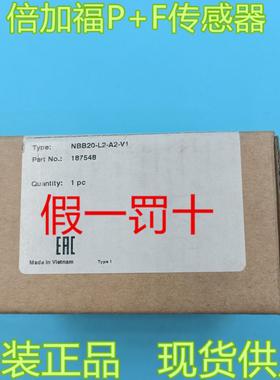 倍加福P+F传感器
Type: NBB20-L2-A2-V1
Part No.: 187548
Quantity: 1 pc
假一罚十
EAC
Made in Vietnam Type 1
装正品 现货供